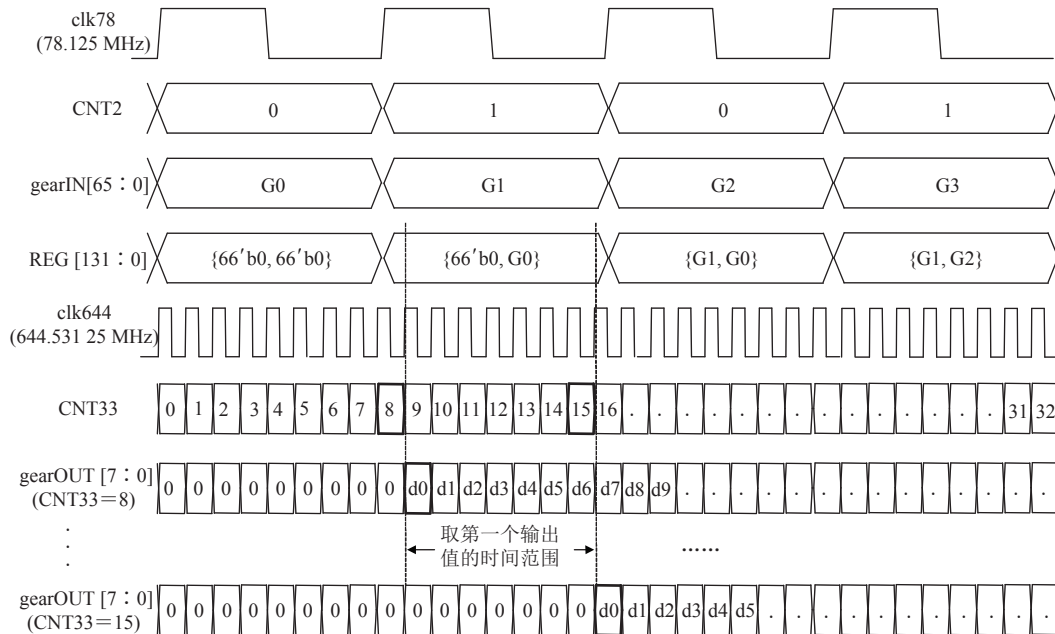 clk78
(78.125 MHz)
CNT2 0 1 0 1
gearIN[65：0] G0 G1 G2 G3
REG [131：0] {66′b0, 66′b0} {66′b0, G0} {G1, G0} {G1, G2}
clk644
(644.531 25 MHz)
CNT33 0 1 2 3 4 5 6 7 8 9 10 11 12 13 14 15 16 . . . . . . . . . . . . . . 31 32
gearOUT [7：0]
(CNT33＝8) 0 0 0 0 0 0 0 0 0 d0 d1 d2 d3 d4 d5 d6 d7 d8 d9 . . . . . . . . . . . . . .
取第一个输出
值的时间范围
......
.
.
.
gearOUT [7：0]
(CNT33＝15) 0 0 0 0 0 0 0 0 0 0 0 0 0 0 0 0 d0 d1 d2 d3 d4 d5 . . . . . . . . . . .